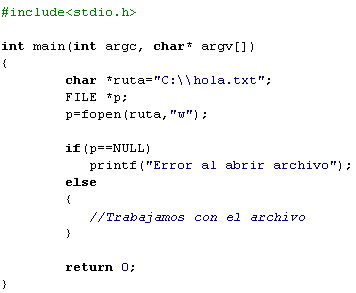 #include<stdio.h>
int main(int argc, char* argv[])
{
char *ruta="C:\\hola.txt";
FILE *p;
p=fopen(ruta,"w");
if(p==NULL)
printf("Error al abrir archivo");
else
{
//Trabajamos con el archivo
}
return 0;
}